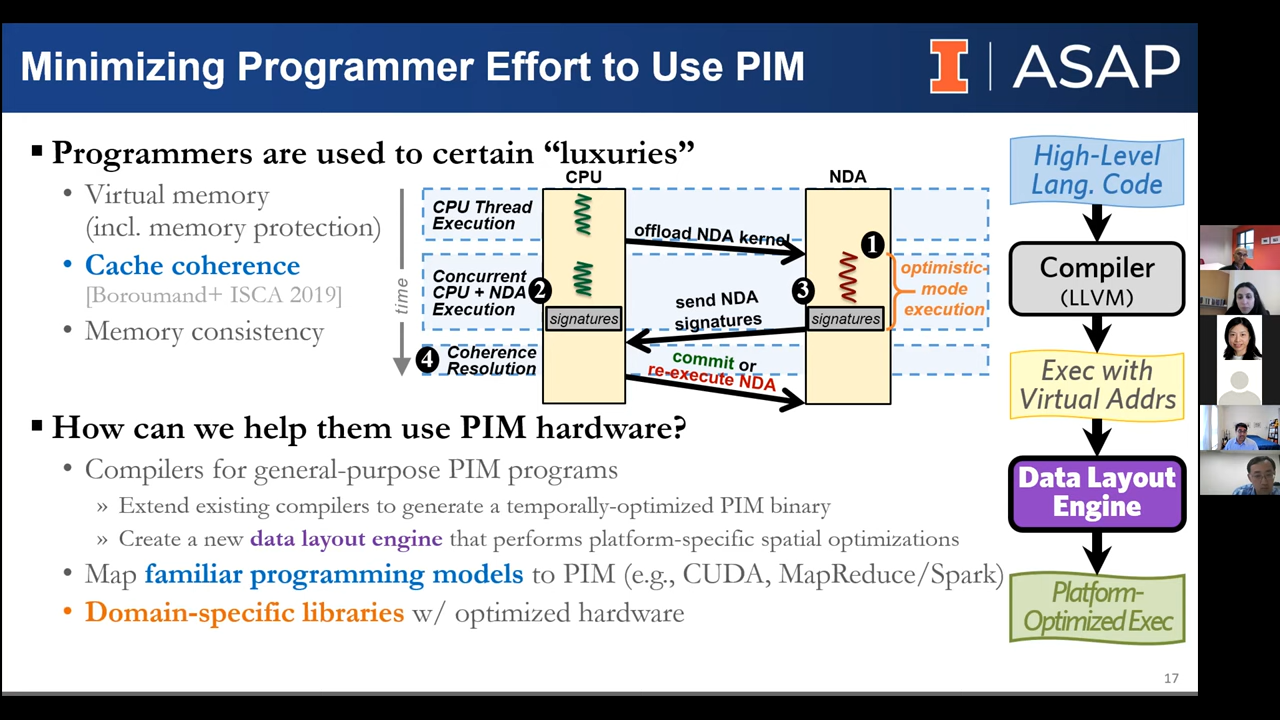 Minimizing Programmer Effort to Use PIM
I ASAP
▪ Programmers are used to certain “luxuries”
• Virtual memory
(incl. memory protection)
• Cache coherence
[Boroumand+ ISCA 2019]
• Memory consistency
time
CPU
NDA
CPU Thread
Execution
offload NDA kernel
1
optimistic-
mode
execution
Concurrent
CPU + NDA
Execution
2
3
signatures
send NDA
signatures
signatures
4 Coherence
Resolution
commit or
re-execute NDA
▪ How can we help them use PIM hardware?
• Compilers for general-purpose PIM programs
» Extend existing compilers to generate a temporally-optimized PIM binary
» Create a new data layout engine that performs platform-specific spatial optimizations
• Map familiar programming models to PIM (e.g., CUDA, MapReduce/Spark)
• Domain-specific libraries w/ optimized hardware
High-Level
Lang. Code
Compiler
(LLVM)
Exec with
Virtual Addrs
Data Layout
Engine
Platform-
Optimized Exec
17